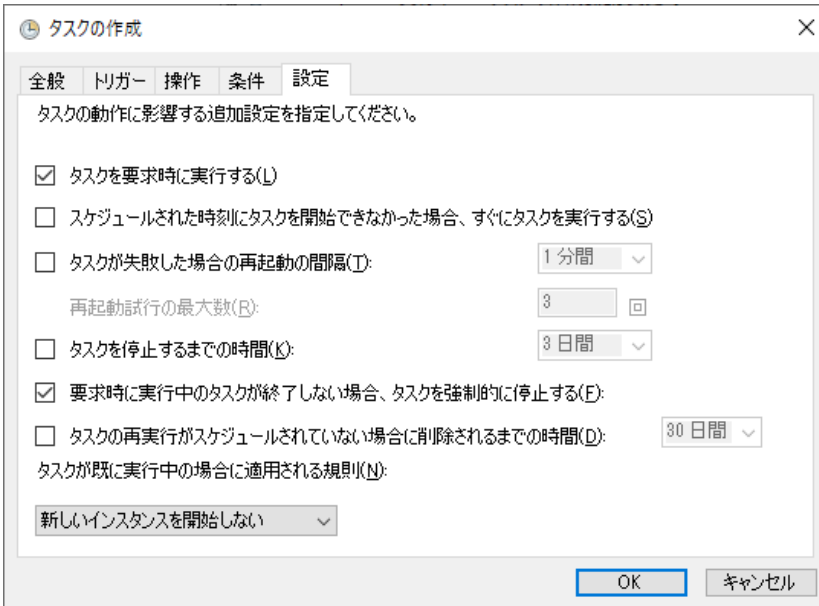 タスクの作成
全般 トリガー 操作 条件 設定
タスクの動作に影響する追加設定を指定してください。
タスクを要求時に実行する(L)
スケジュールされた時刻にタスクを開始できなかった場合、すぐにタスクを実行する(S)
タスクが失敗した場合の再起動の間隔(T): 1 分間
再起動試行の最大数(R): 3 回
タスクを停止するまでの時間(K): 3 日間
要求時に実行中のタスクが終了しない場合、タスクを強制的に停止する(F):
タスクの再実行がスケジュールされていない場合に削除されるまでの時間(D): 30 日間
タスクが既に実行中の場合に適用される規則(N):
新しいインスタンスを開始しない
OK キャンセル